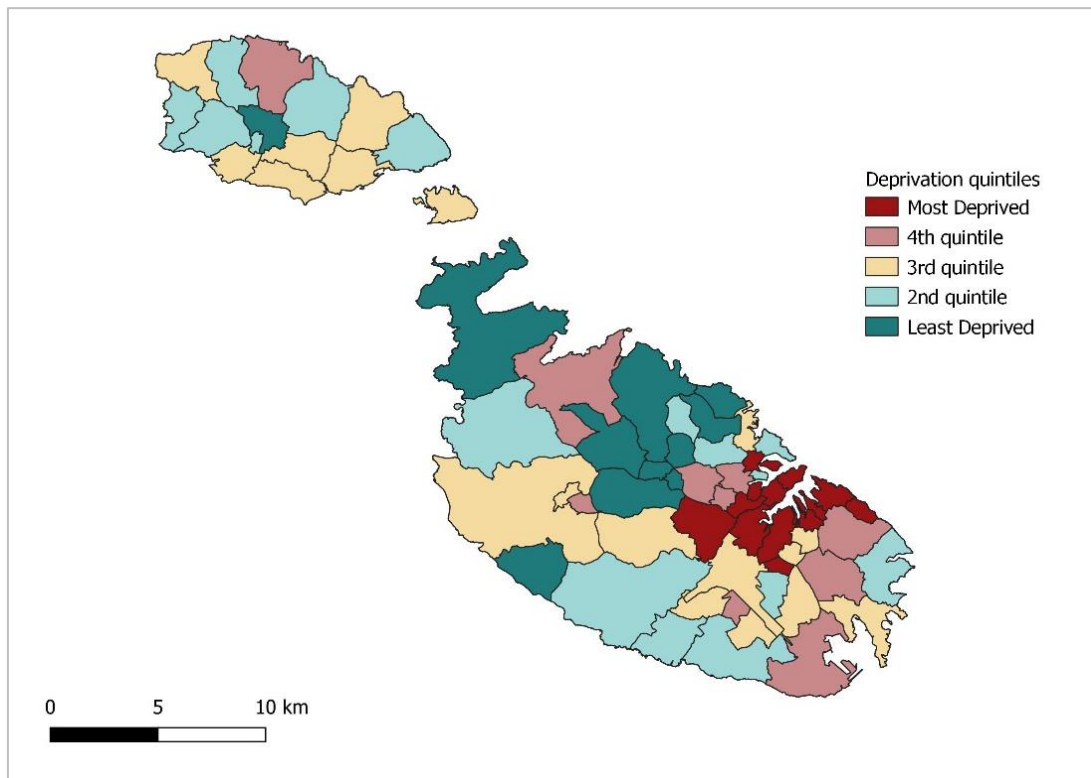 Deprivation quintiles
Most Deprived
4th quintile
3rd quintile
2nd quintile
Least Deprived
0 5 10 km